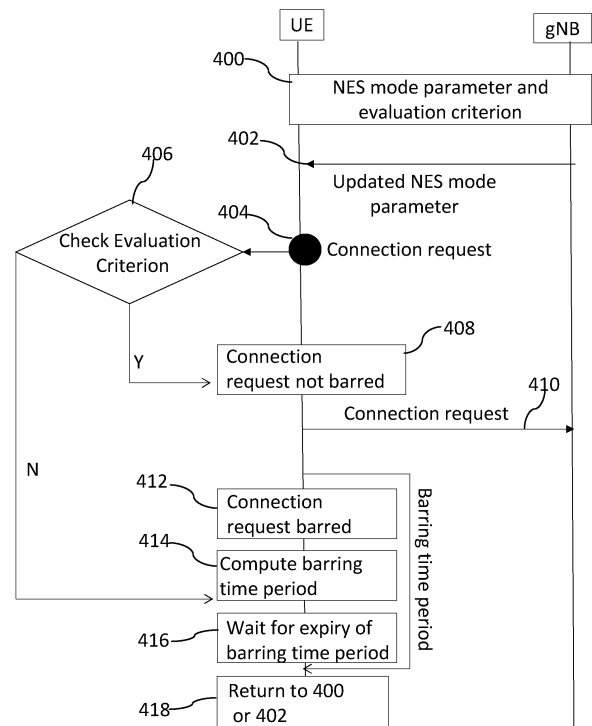 UE
gNB
400
NES mode parameter and
evaluation criterion
402
406
Updated NES mode
parameter
404
Check Evaluation
Criterion
Connection request
408
Y
Connection
request not barred
410
Connection request
N
412
Connection
request barred
Barring time period
414
Compute barring
time period
416
Wait for expiry of
barring time period
418
Return to 400
or 402